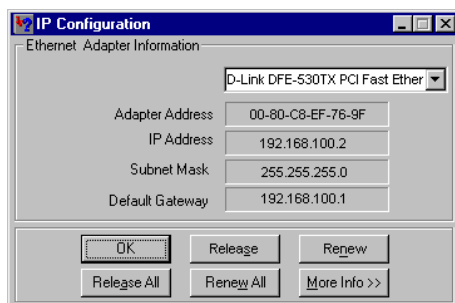 IP Configuration
Ethernet Adapter Information
D-Link DFE-530TX PCI Fast Ether
Adapter Address 00-80-C8-EF-76-9F
IP Address 192.168.100.2
Subnet Mask 255.255.255.0
Default Gateway 192.168.100.1
OK Release Renew
Release All Renew All More Info >>